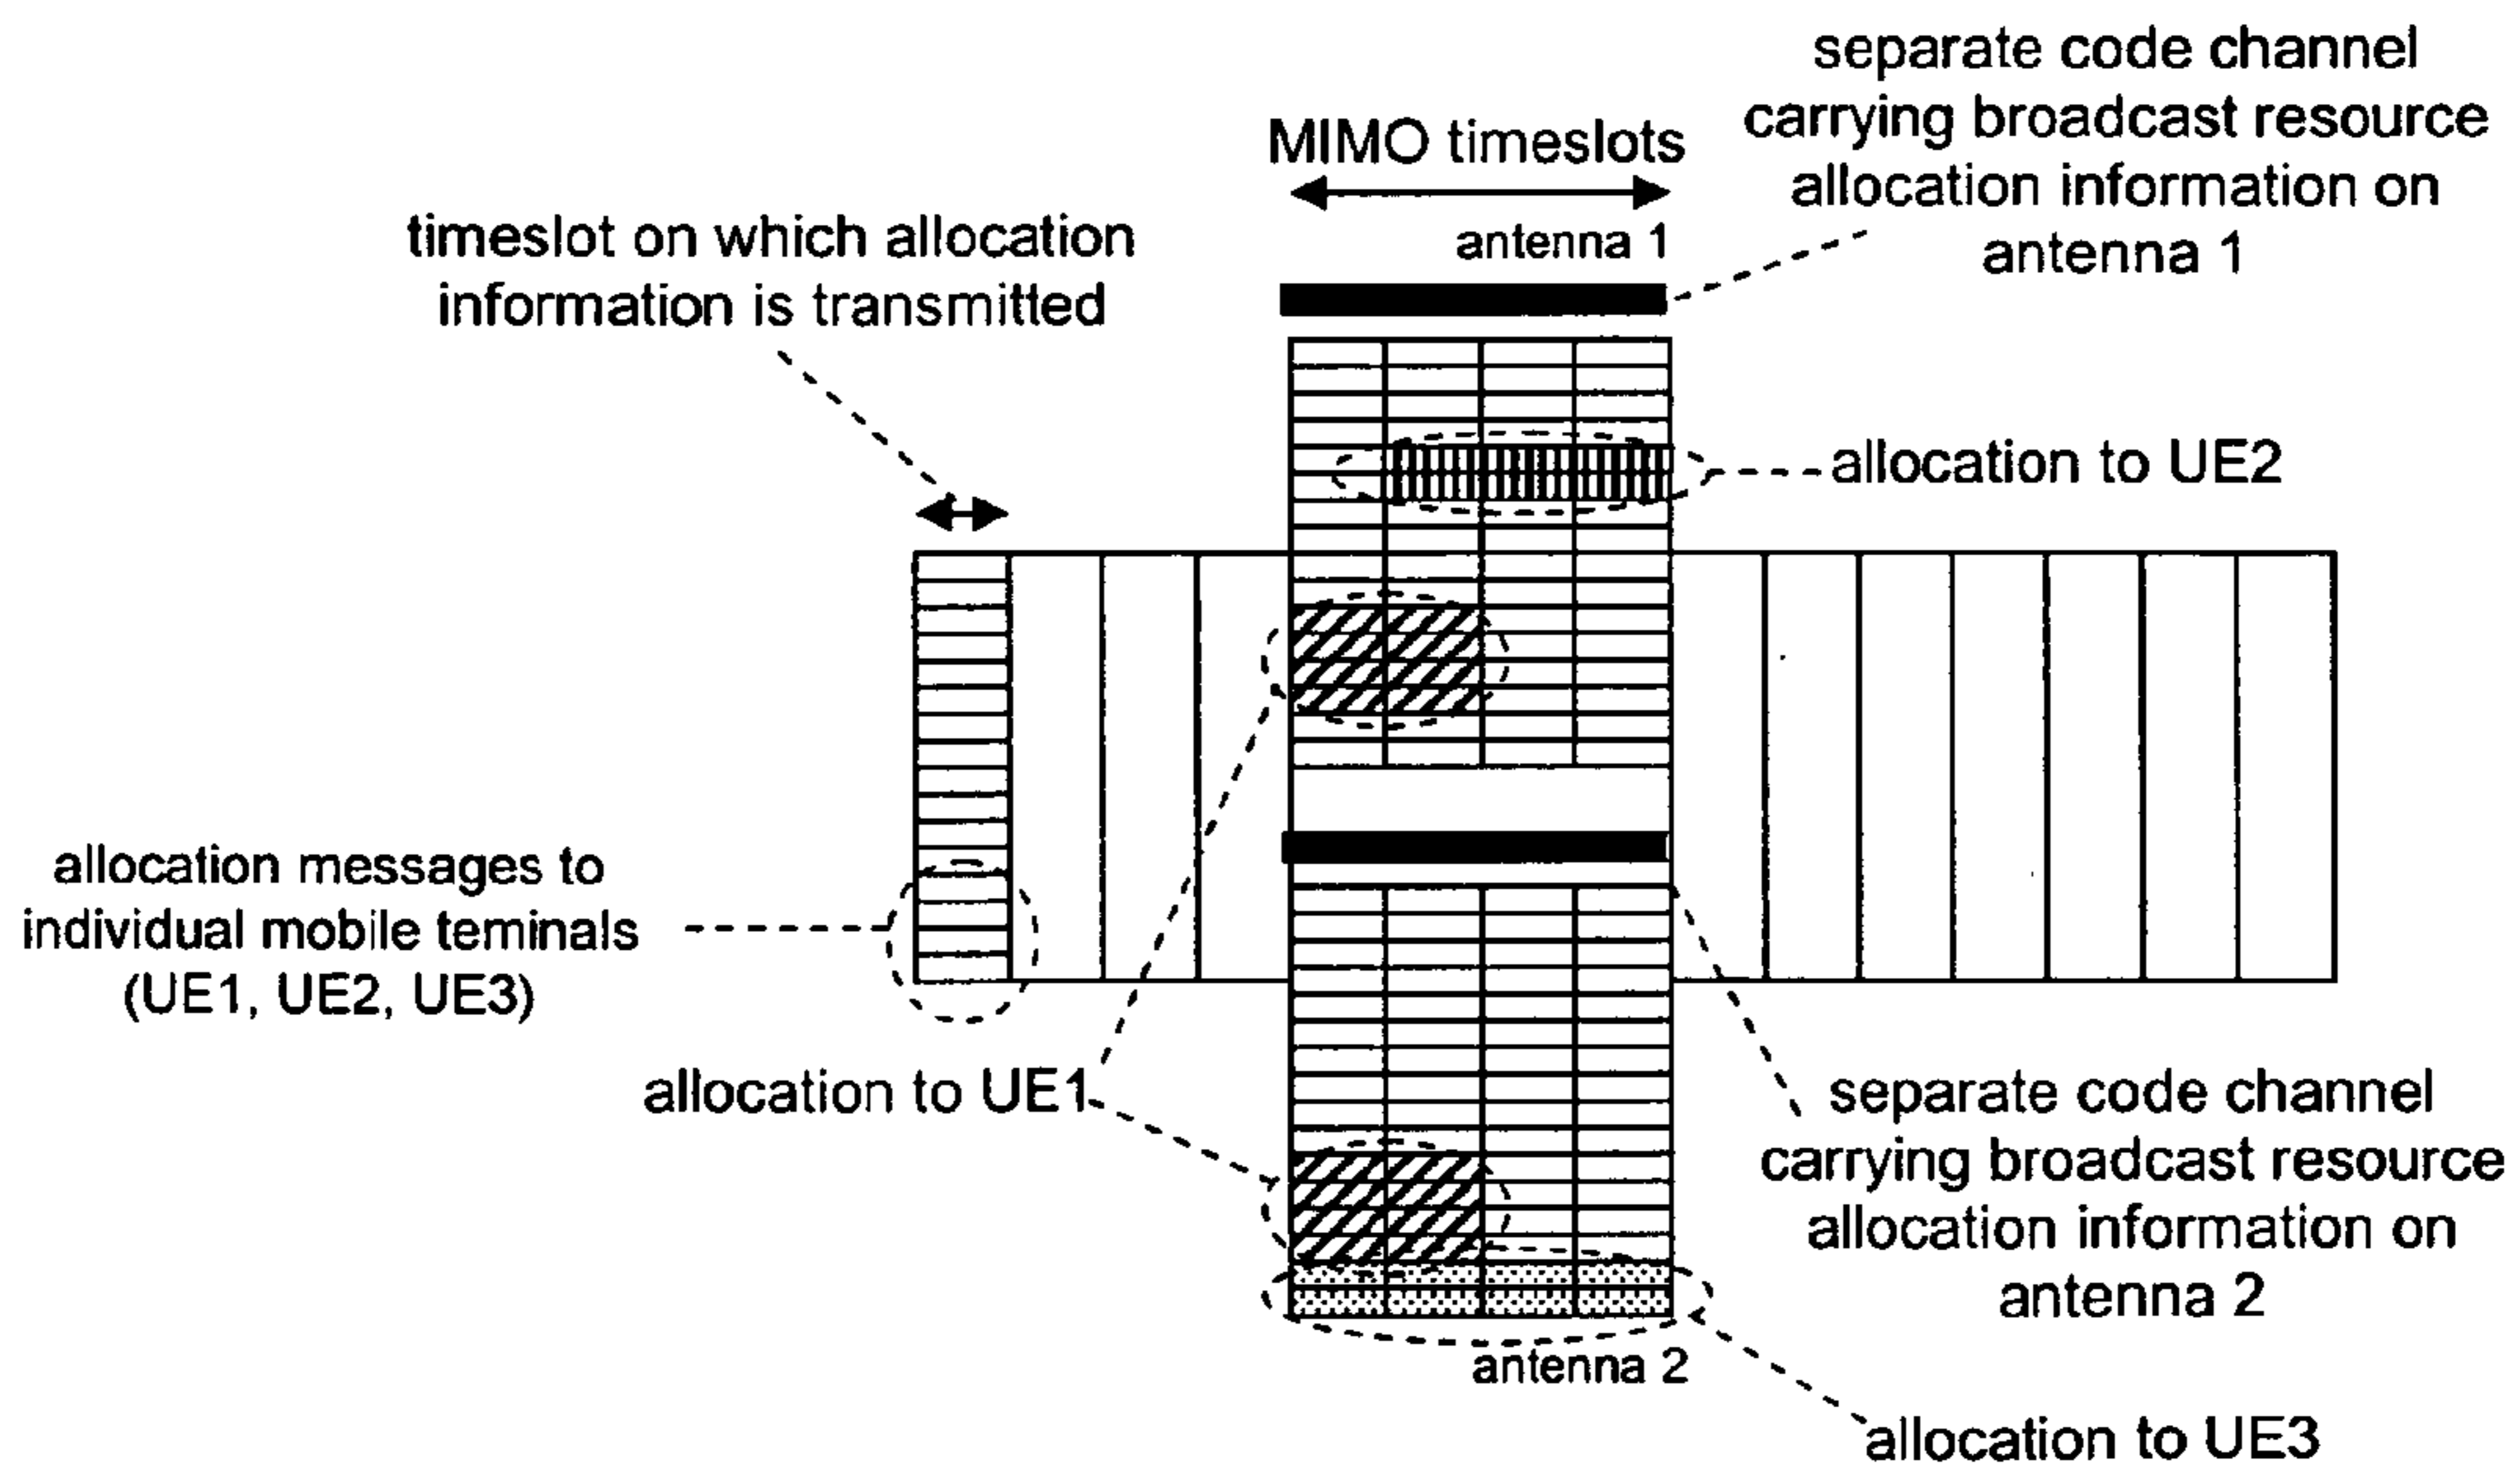 separate code channel
carrying broadcast resource
allocation information on
antenna 1
MIMO timeslots
antenna 1
timeslot on which allocation
information is transmitted
allocation to UE2
allocation messages to
individual mobile teminals
(UE1, UE2, UE3)
allocation to UE1
separate code channel
carrying broadcast resource
allocation information on
antenna 2
antenna 2
allocation to UE3